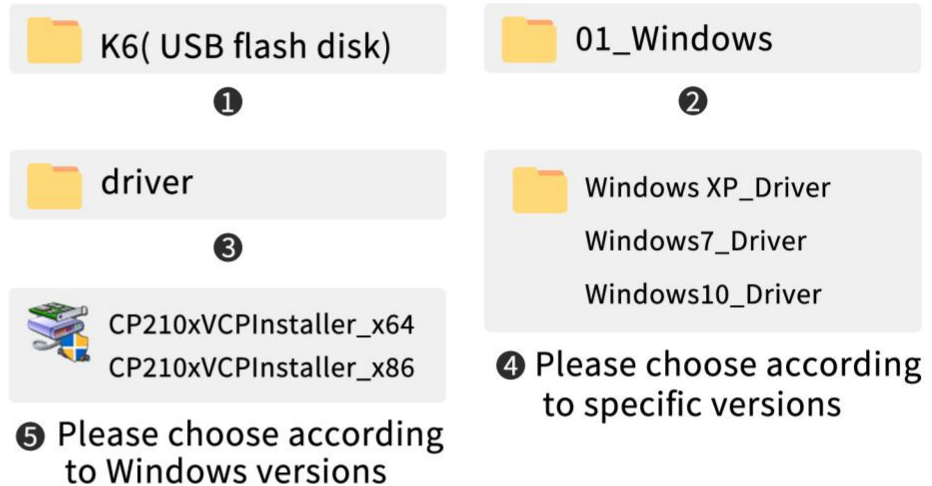 K6( USB flash disk)
❶
01_Windows
❷
driver
❸
Windows XP_Driver
Windows7_Driver
Windows10_Driver
❹ Please choose according
to specific versions
CP210xVCPInstaller_x64
CP210xVCPInstaller_x86
❺ Please choose according
to Windows versions